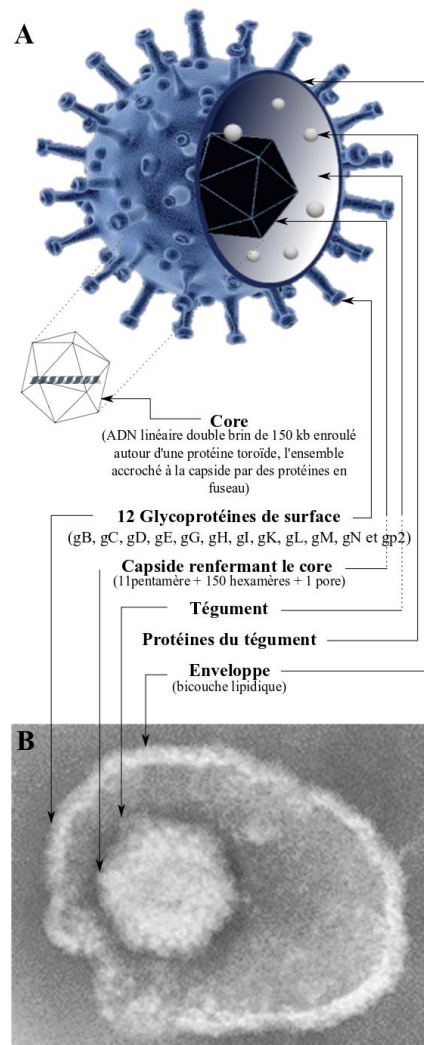 A
Core
(ADN linéaire double brin de 150 kb enroulé
autour d'une protéine toroïde, l'ensemble
accroché à la capside par des protéines en
fuseau)
12 Glycoprotéines de surface
(gB, gC, gD, gE, gG, gH, gI, gK, gL, gM, gN et gp2)
Capside renfermant le core
(11pentamère + 150 hexamères + 1 pore)
Tégument
Protéines du tégument
Enveloppe
(bicouche lipidique)
B